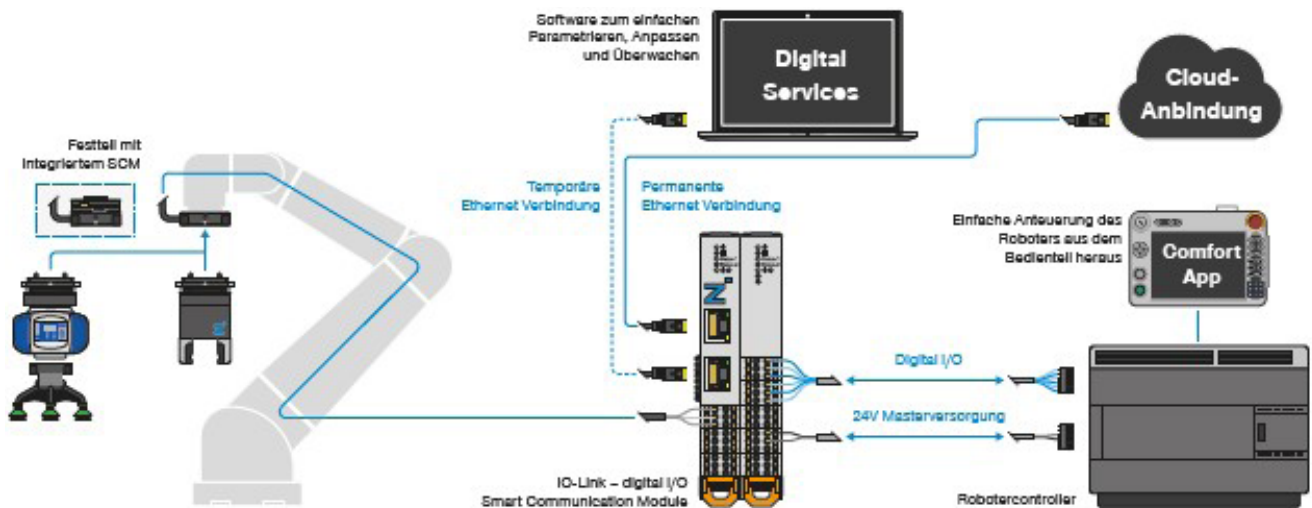 Software zum einfachen
Parametrieren, Anpassen
und Überwachen
Digital
Services
Cloud-
Anbindung
Festteil mit
integriertem SCM
Temporäre
Ethernet Verbindung
Permanente
Ethernet Verbindung
Einfache Anteuerung des
Roboters aus dem
Bedienteil heraus
Comfort
App
N
Digital I/O
24V Masterversorgung
IO-Link – digital I/O
Smart Communication Module
Robotercontroller